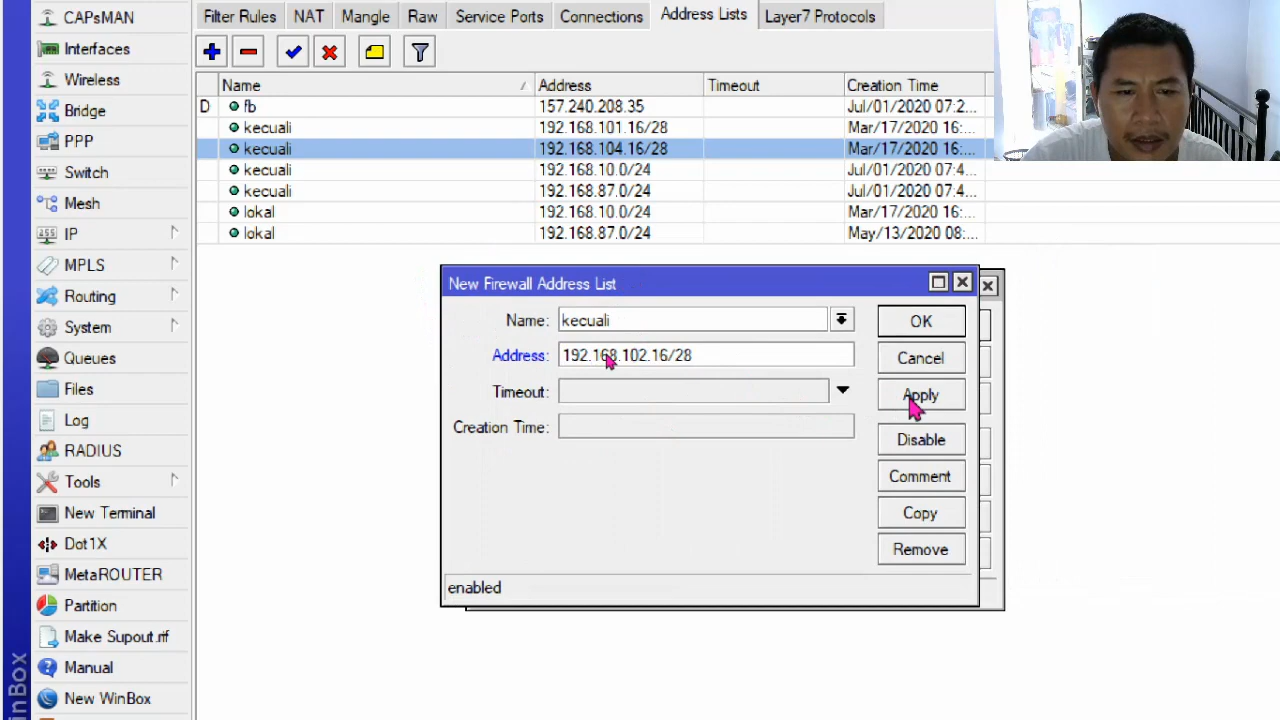 CAPsMAN
Interfaces
Wireless
Bridge
PPP
Switch
Mesh
IP
MPLS
Routing
System
Queues
Files
Log
RADIUS
Tools
New Terminal
Dot1X
MetaROUTER
Partition
Make Supout.rif
Manual
New WinBox
inBox
Filter Rules NAT Mangle Raw Service Ports Connections Address Lists Layer7 Protocols
Name Address Timeout Creation Time
D fb 157.240.208.35 Jul/01/2020 07:2...
kecuali 192.168.101.16/28 Mar/17/2020 16:...
kecuali 192.168.104.16/28 Mar/17/2020 16:...
kecuali 192.168.10.0/24 Jul/01/2020 07:4...
kecuali 192.168.87.0/24 Jul/01/2020 07:4...
lokal 192.168.10.0/24 Mar/17/2020 16:...
lokal 192.168.87.0/24 May/13/2020 08:...
New Firewall Address List
Name: kecuali
Address: 192.168.102.16/28
Timeout:
Creation Time:
OK
Cancel
Apply
Disable
Comment
Copy
Remove
enabled